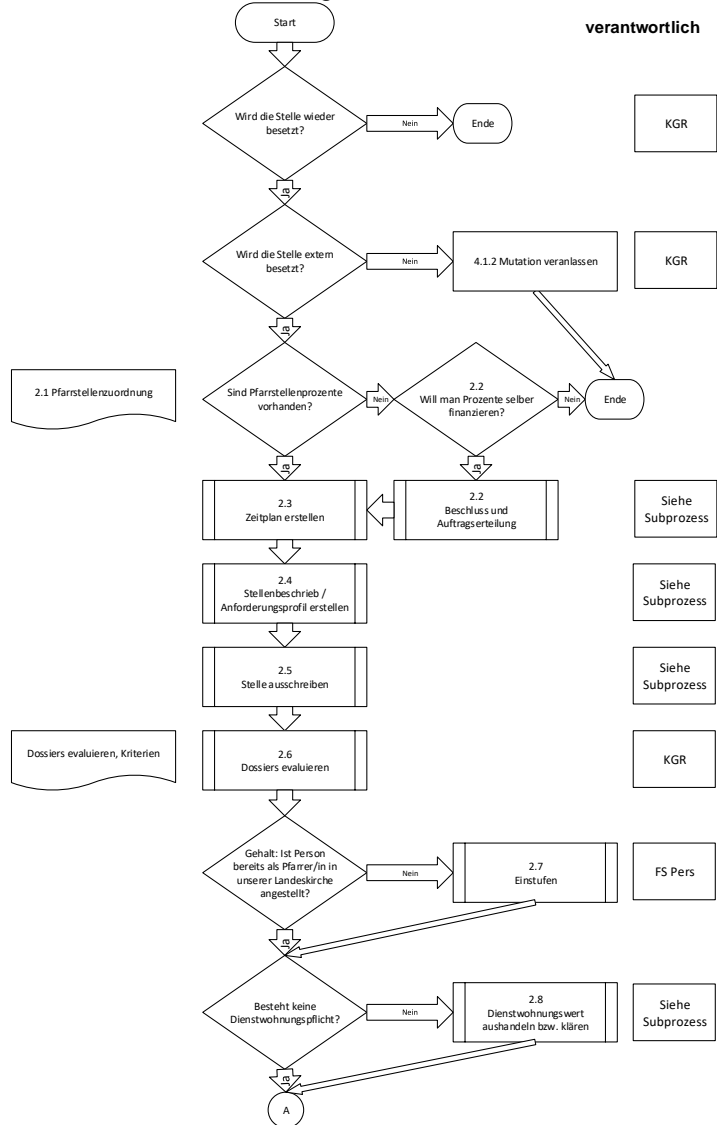 Start
verantwortlich
Wird die Stelle wieder
besetzt?
Nein
Ende
KGR
Ja
Wird die Stelle extern
besetzt?
Nein
4.1.2 Mutation veranlassen
KGR
Ja
2.1 Pfarrstellenzuordnung
Sind Pfarrstellenprozente
vorhanden?
Nein
2.2
Will man Prozente selber
finanzieren?
Nein
Ende
Ja
Ja
2.3
Zeitplan erstellen
2.2
Beschluss und
Auftragserteilung
Siehe
Subprozess
2.4
Stellenbeschrieb /
Anforderungsprofil erstellen
Siehe
Subprozess
2.5
Stelle ausschreiben
Siehe
Subprozess
Dossiers evaluieren, Kriterien
2.6
Dossiers evaluieren
KGR
Gehalt: Ist Person
bereits als Pfarrer/in in
unserer Landeskirche
angestellt?
Nein
2.7
Einstufen
FS Pers
Ja
Besteht keine
Dienstwohnungspflicht?
Nein
2.8
Dienstwohnungswert
aushandeln bzw. klären
Siehe
Subprozess
Ja
A